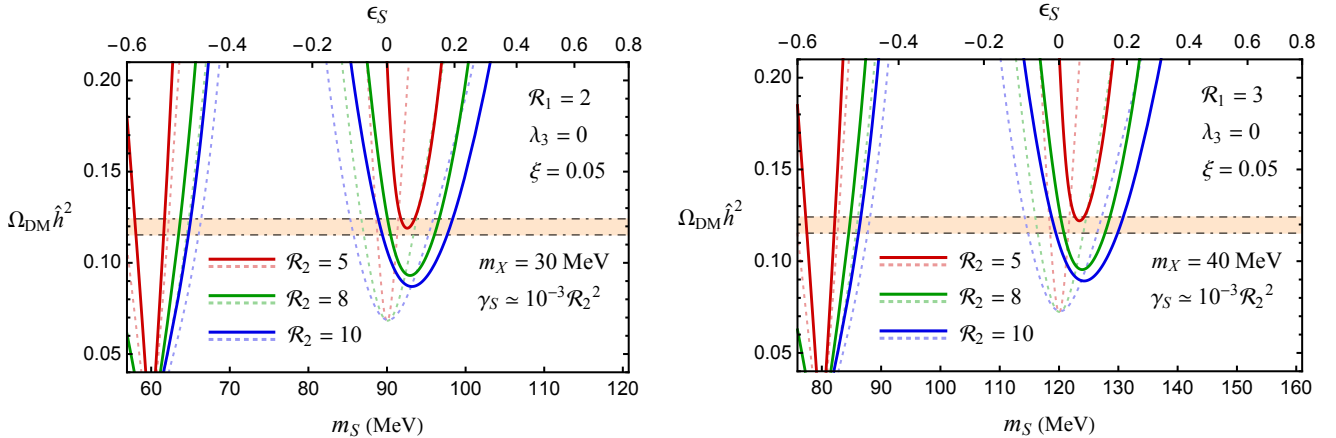 ϵ_S
−0.6 −0.4 −0.2 0 0.2 0.4 0.6 0.8
0.20
0.15
0.10
0.05
Ω_DM ĥ²
ℛ₁ = 2
λ₃ = 0
ξ = 0.05
ℛ₂ = 5
ℛ₂ = 8
ℛ₂ = 10
m_X = 30 MeV
γ_S ≃ 10⁻³ℛ₂²
60 70 80 90 100 110 120
m_S (MeV)
ϵ_S
−0.6 −0.4 −0.2 0 0.2 0.4 0.6 0.8
0.20
0.15
0.10
0.05
Ω_DM ĥ²
ℛ₁ = 3
λ₃ = 0
ξ = 0.05
ℛ₂ = 5
ℛ₂ = 8
ℛ₂ = 10
m_X = 40 MeV
γ_S ≃ 10⁻³ℛ₂²
80 90 100 110 120 130 140 150 160
m_S (MeV)